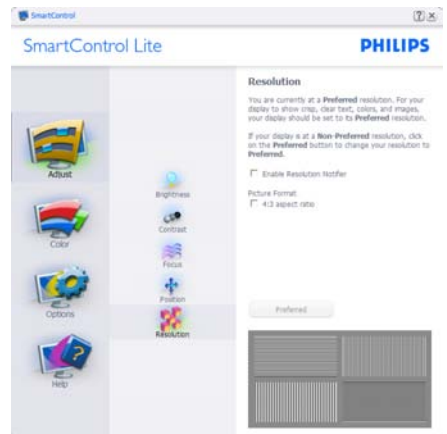 SmartControl
SmartControl Lite
PHILIPS
Adjust
Color
Options
Help
Brightness
Contrast
Focus
Position
Resolution
Resolution
You are currently at a Preferred resolution. For your
display to show crisp, clear text, colors, and images,
your display should be set to its Preferred resolution.
If your display is at a Non-Preferred resolution, click
on the Preferred button to change your resolution to
Preferred.
Enable Resolution Notifier
Picture Format
4:3 aspect ratio
Preferred